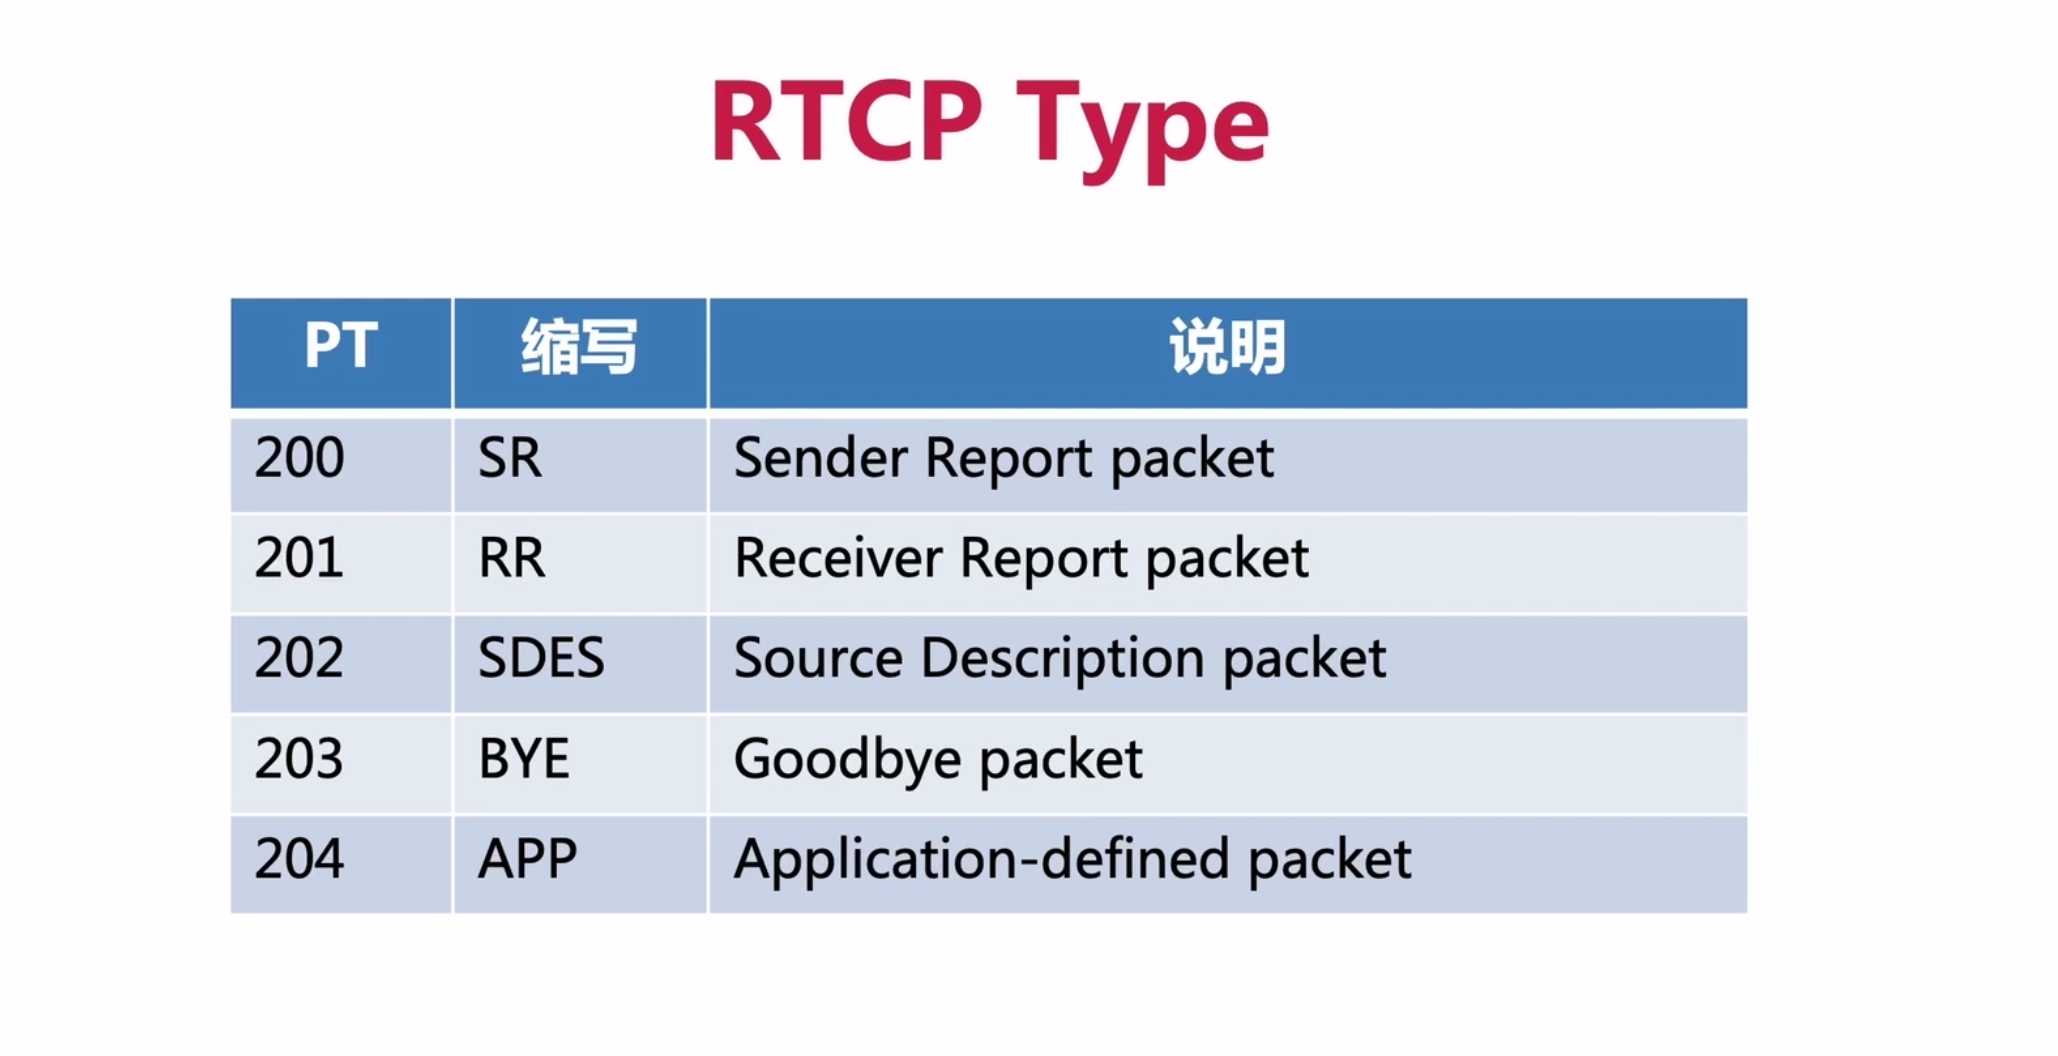 RTCP Type
PT 缩写 说明
200 SR Sender Report packet
201 RR Receiver Report packet
202 SDES Source Description packet
203 BYE Goodbye packet
204 APP Application-defined packet